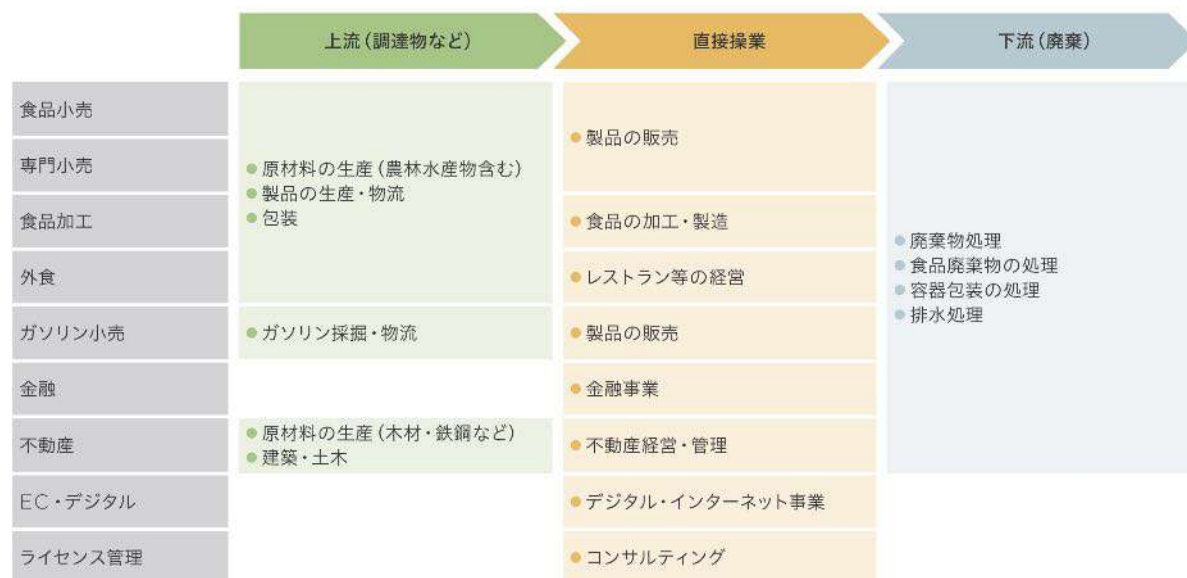 上流(調達物など)
直接操業
下流(廃棄)
食品小売
専門小売
食品加工
外食
ガソリン小売
金融
不動産
EC・デジタル
ライセンス管理
●原材料の生産(農林水産物含む)
●製品の生産・物流
●包装
●ガソリン採掘・物流
●原材料の生産(木材・鉄鋼など)
●建築・土木
●製品の販売
●食品の加工・製造
●レストラン等の経営
●製品の販売
●金融事業
●不動産経営・管理
●デジタル・インターネット事業
●コンサルティング
●廃棄物処理
●食品廃棄物の処理
●容器包装の処理
●排水処理